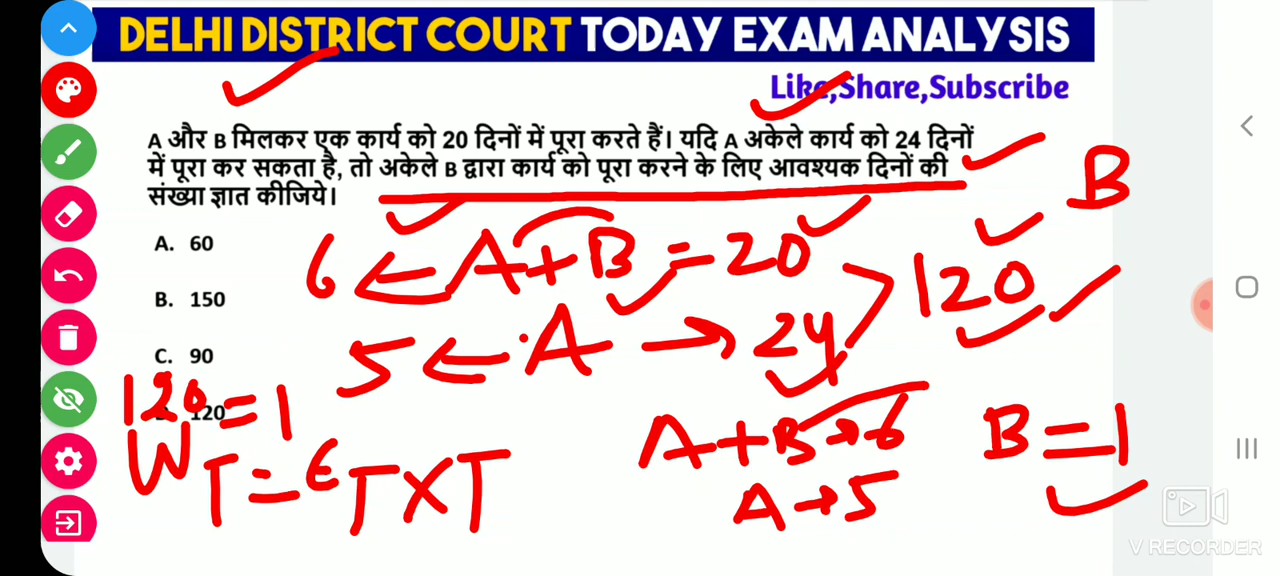 DELHI DISTRICT COURT TODAY EXAM ANALYSIS
Like,Share,Subscribe
A और B मिलकर एक कार्य को 20 दिनों में पूरा करते हैं। यदि A अकेले कार्य को 24 दिनों
में पूरा कर सकता है, तो अकेले B द्वारा कार्य को पूरा करने के लिए आवश्यक दिनों की
संख्या ज्ञात कीजिये।
B
A. 60
6 ← A+B = 20
120
B. 150
5 ← A → 24
C. 90
120 = 1
120
A+B → 6
B = 1
W T = E T X T
A → 5
V RECORDER